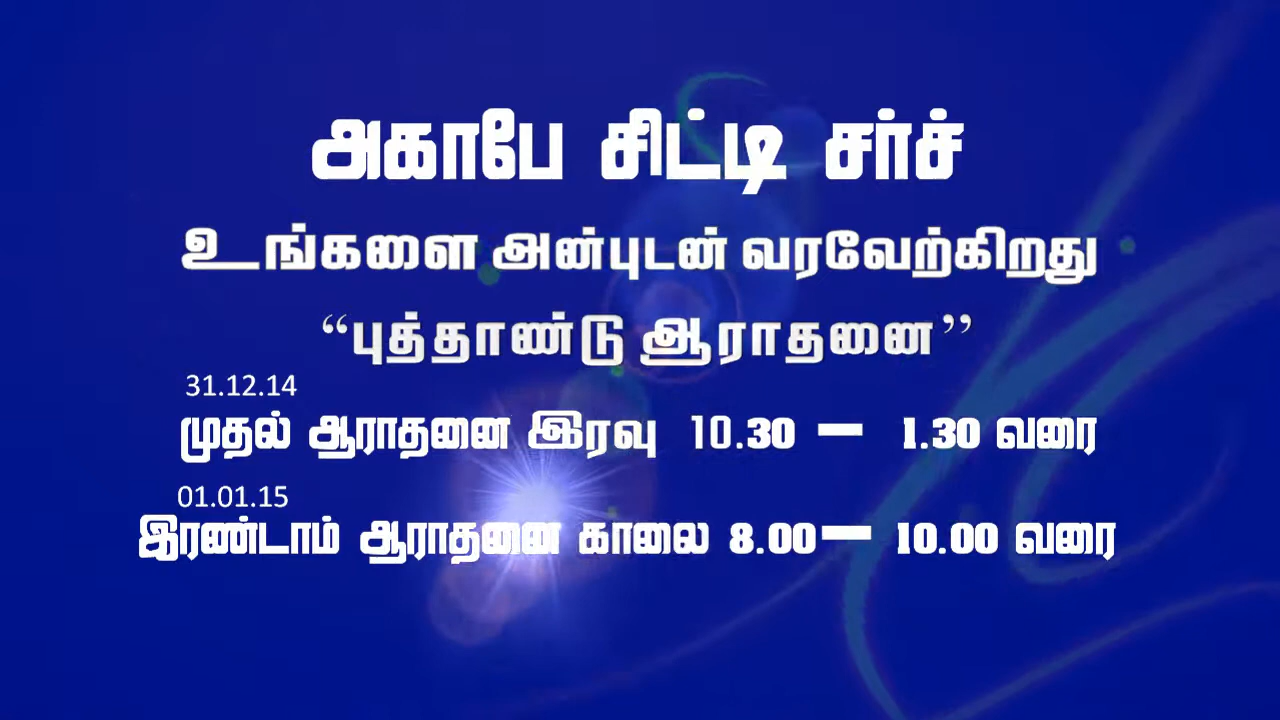 அகாபே சிட்டி சர்ச்
உங்களை அன்புடன் வரவேற்கிறது
“புத்தாண்டு ஆராதனை”
31.12.14
முதல் ஆராதனை இரவு 10.30 – 1.30 வரை
01.01.15
இரண்டாம் ஆராதனை காலை 8.00 – 10.00 வரை